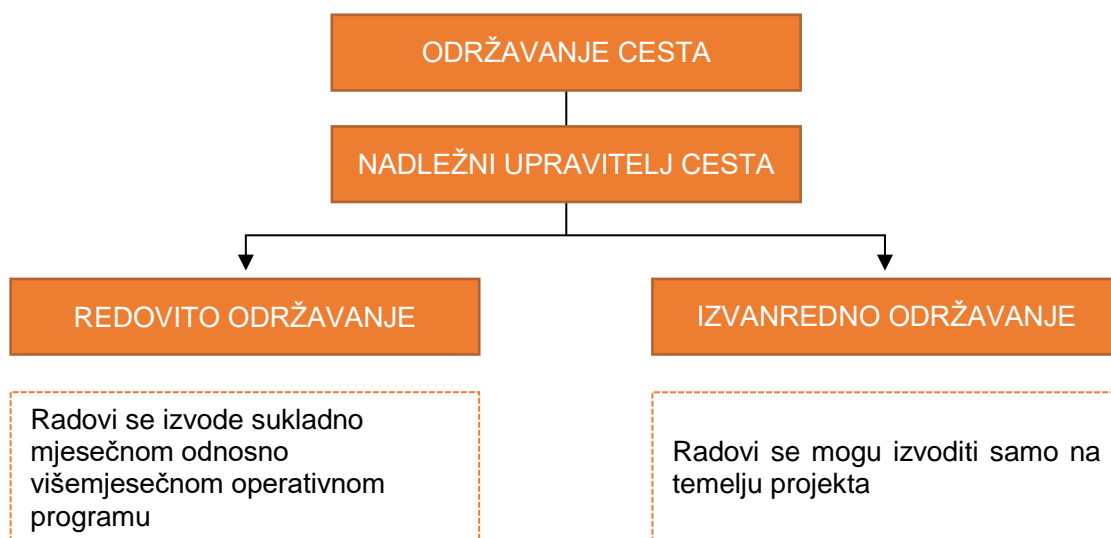 ODRŽAVANJE CESTA
NADLEŽNI UPRAVITELJ CESTA
REDOVITO ODRŽAVANJE
IZVANREDNO ODRŽAVANJE
Radovi se izvode sukladno
mjesečnom odnosno
višemjesečnom operativnom
programu
Radovi se mogu izvoditi samo na
temelju projekta